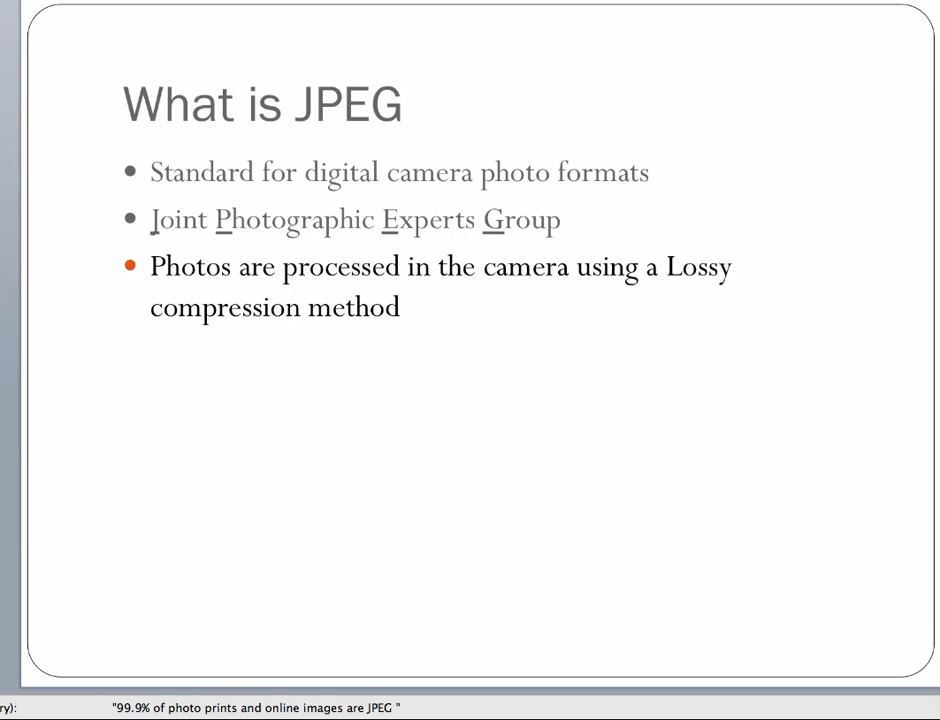 What is JPEG
• Standard for digital camera photo formats
• Joint Photographic Experts Group
• Photos are processed in the camera using a Lossy
compression method
ry): "99.9% of photo prints and online images are JPEG "